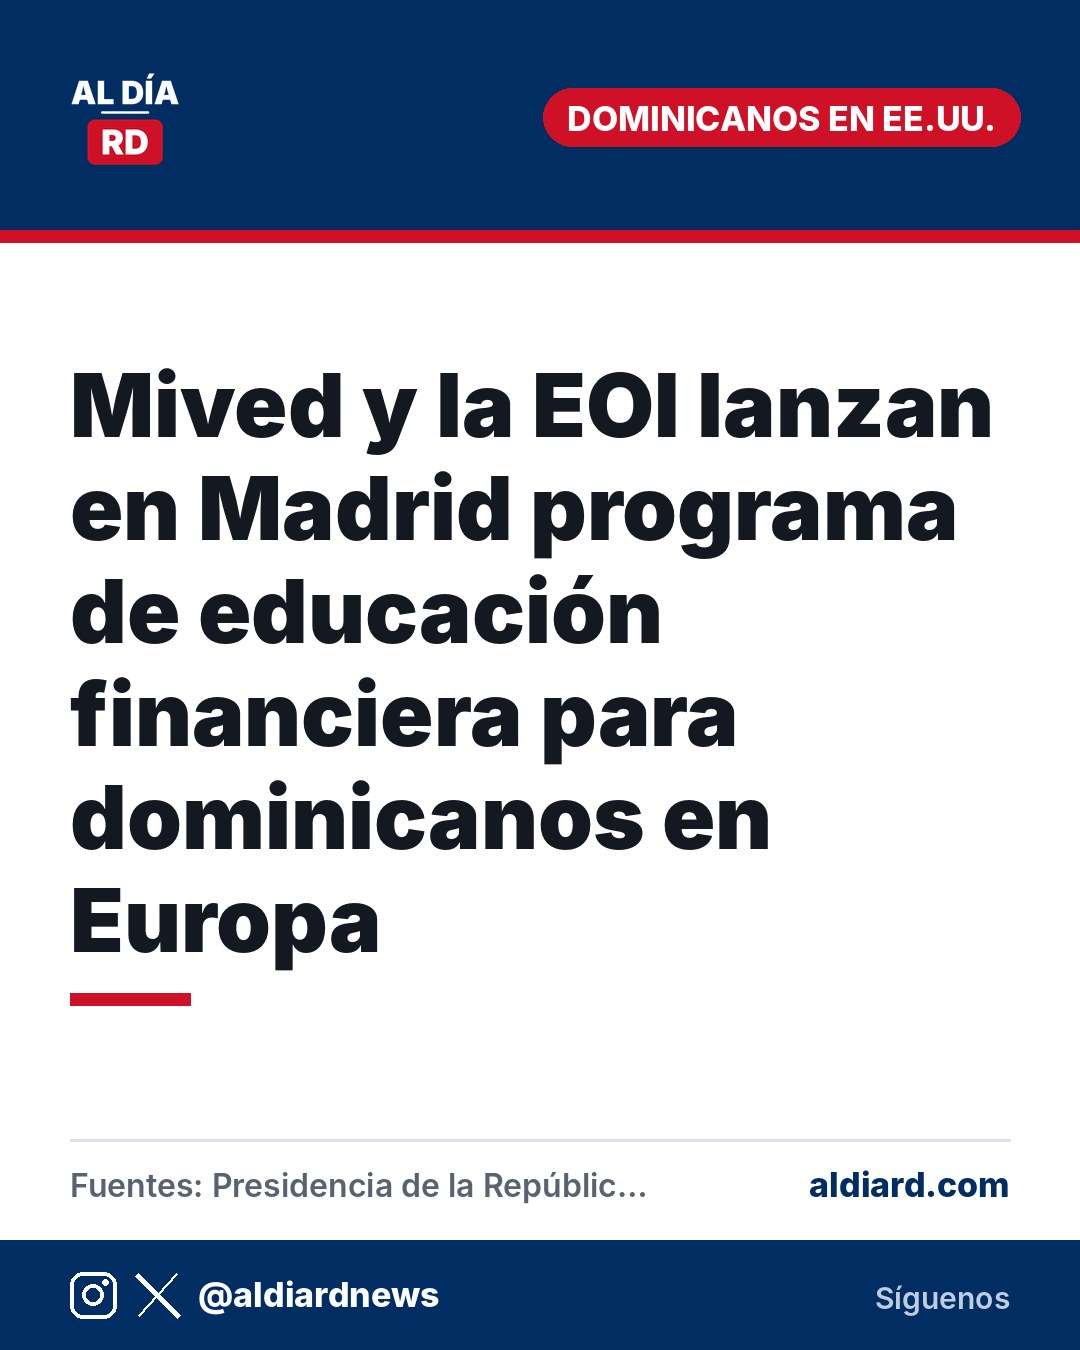 AL DÍA
RD
DOMINICANOS EN EE.UU.
Mived y la EOI lanzan
en Madrid programa
de educación
financiera para
dominicanos en
Europa
Fuentes: Presidencia de la Repúblic...
aldiard.com
@aldiardnews
Síguenos